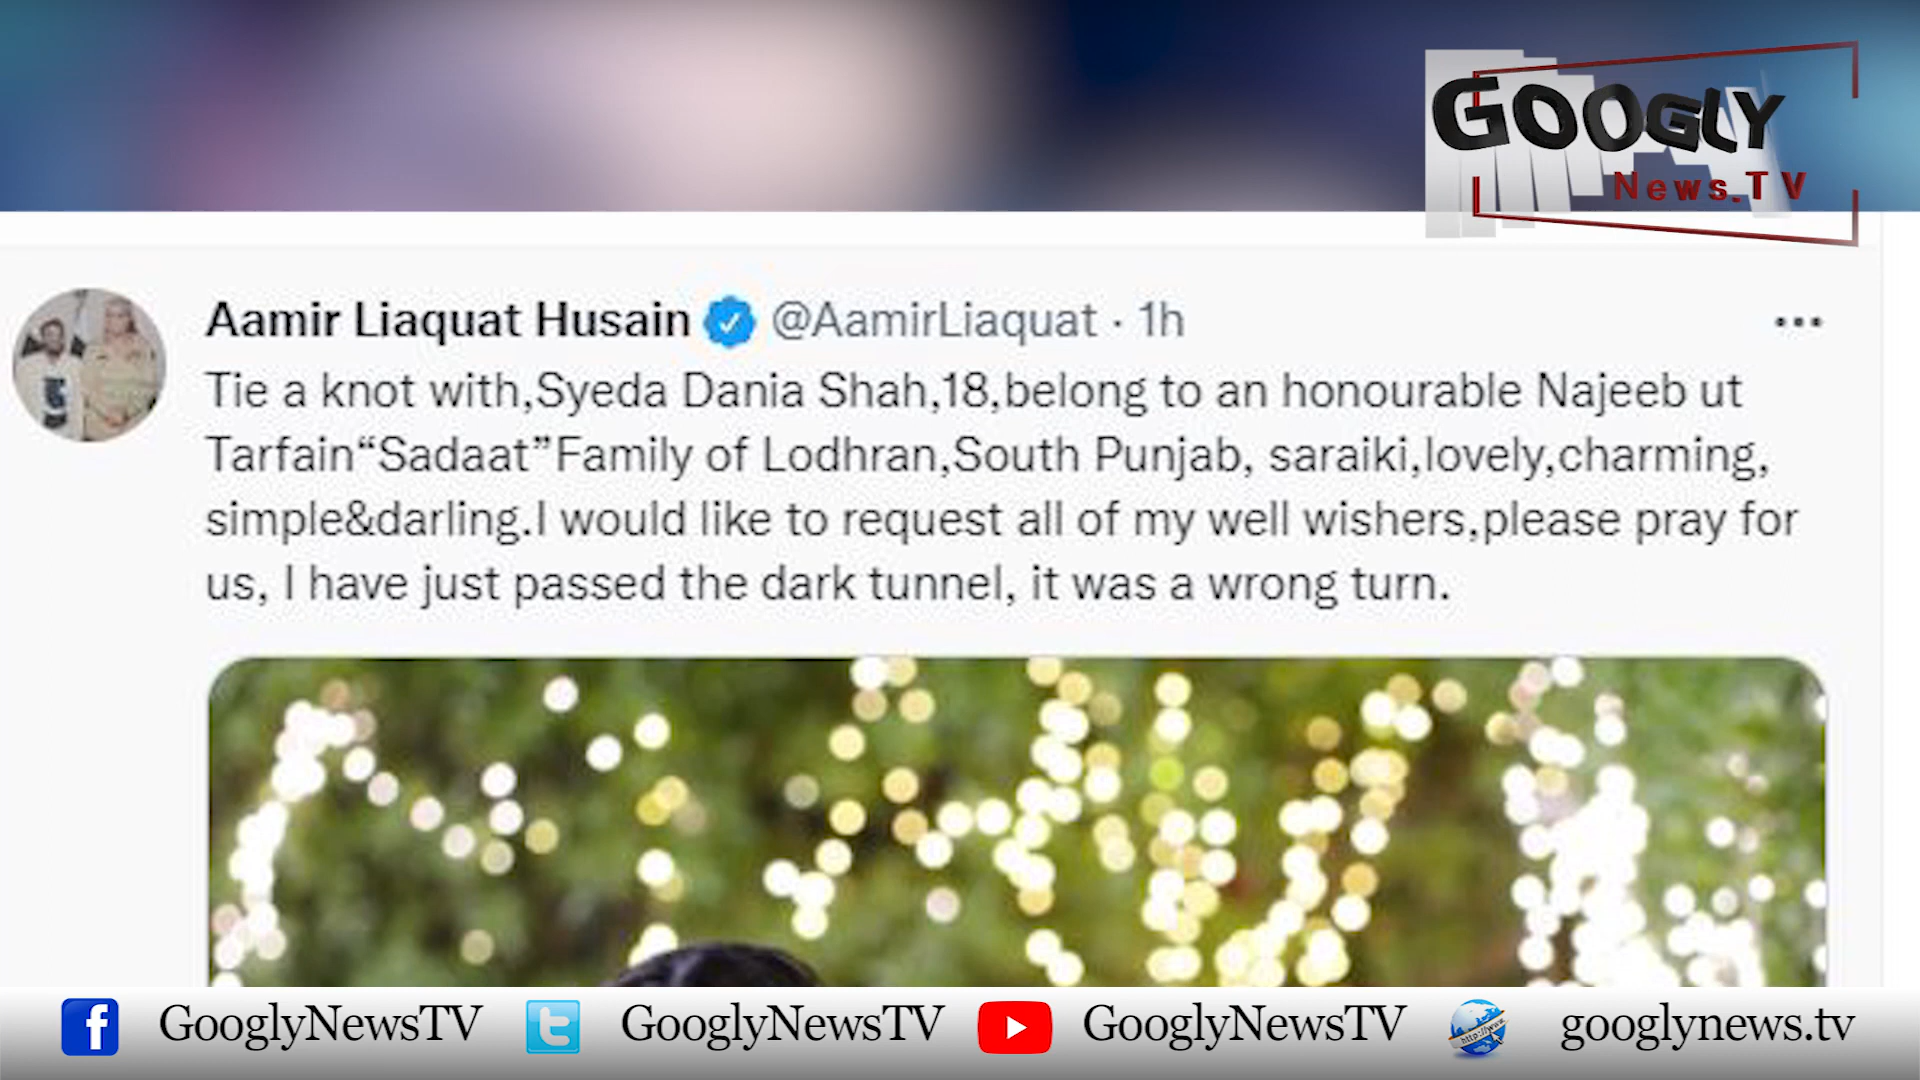 GOOGLY
News.TV
Aamir Liaquat Husain @AamirLiaquat · 1h
Tie a knot with,Syeda Dania Shah,18,belong to an honourable Najeeb ut
Tarfain“Sadaat”Family of Lodhran,South Punjab, saraiki,lovely,charming,
simple&darling.I would like to request all of my well wishers,please pray for
us, I have just passed the dark tunnel, it was a wrong turn.
GooglyNewsTV GooglyNewsTV GooglyNewsTV googlynews.tv